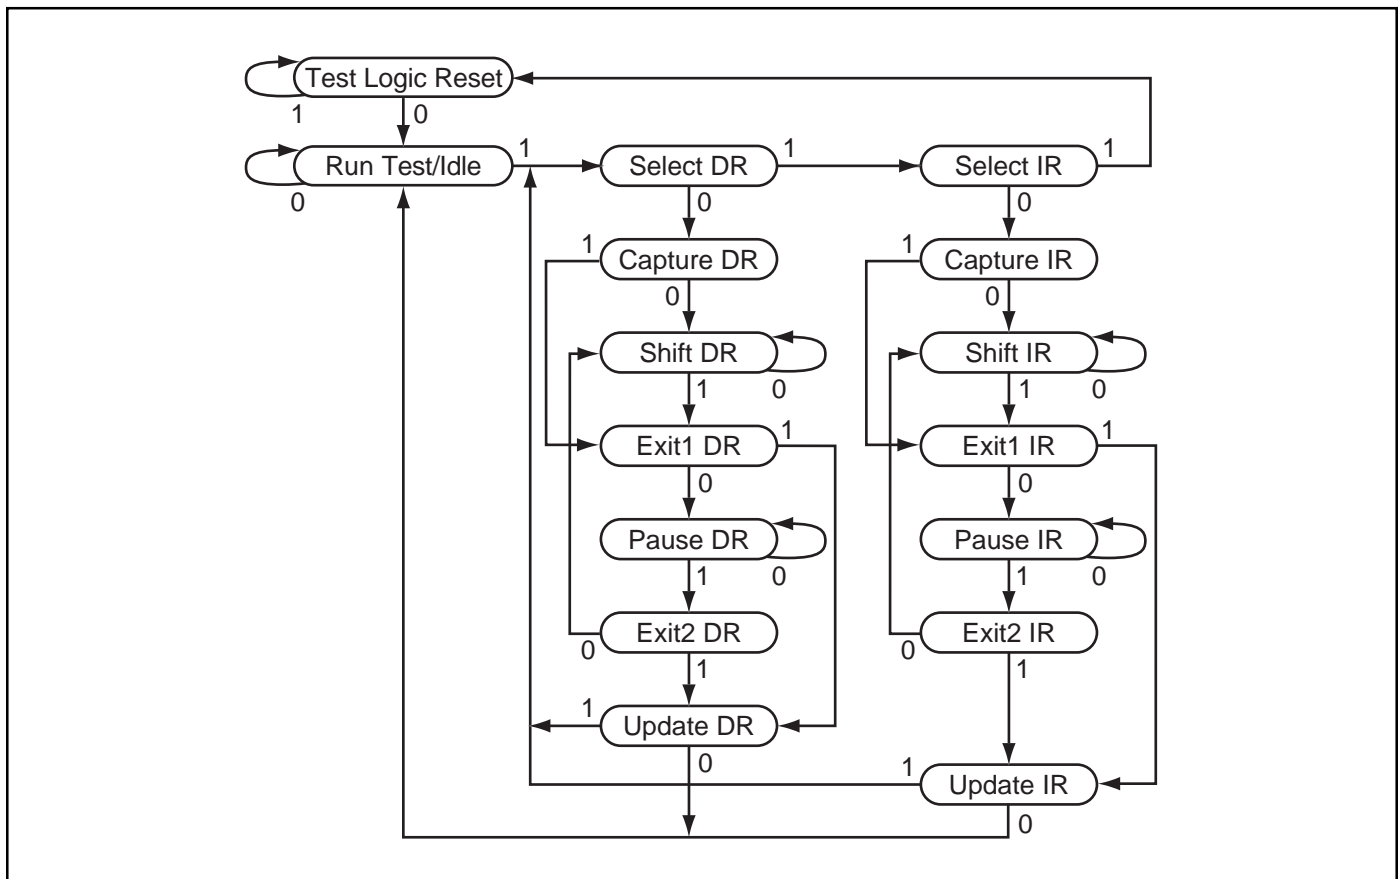 Test Logic Reset
1
0
Run Test/Idle
1
0
Select DR
1
0
Select IR
1
0
1
Capture DR
0
1
Capture IR
0
Shift DR
0
1
Shift IR
0
1
Exit1 DR
1
0
Exit1 IR
1
0
Pause DR
0
1
Pause IR
0
1
Exit2 DR
0
1
Exit2 IR
0
1
1
Update DR
0
1
Update IR
0